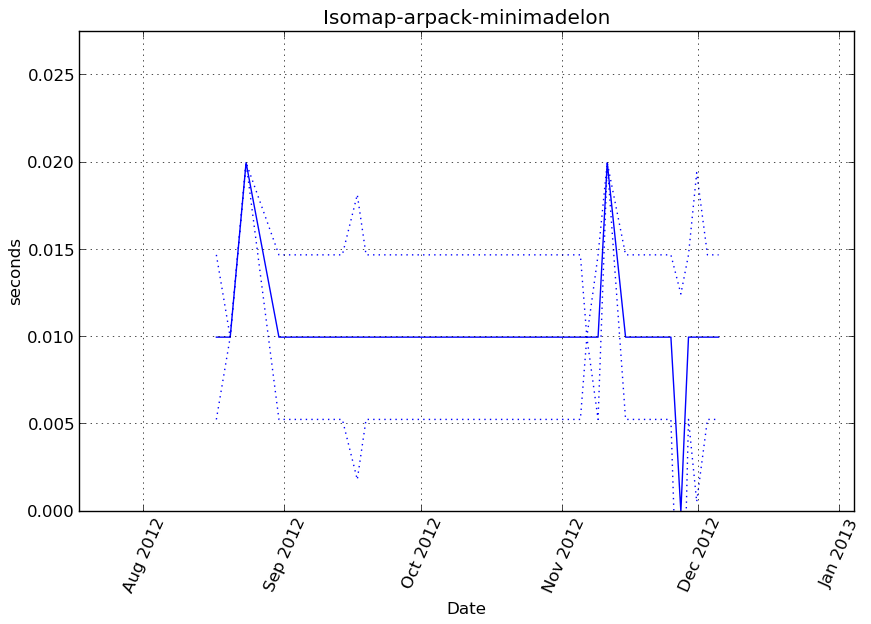 Isomap-arpack-minimadelon
0.025
0.020
0.015
0.010
0.005
0.000
seconds
Aug 2012
Sep 2012
Oct 2012
Nov 2012
Dec 2012
Jan 2013
Date